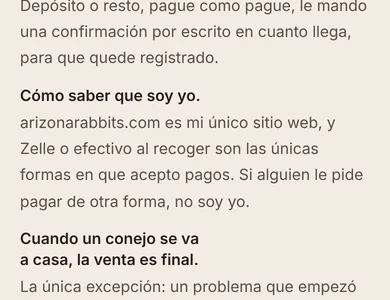 Depósito o resto, pague como pague, le mando
una confirmación por escrito en cuanto llega,
para que quede registrado.
Cómo saber que soy yo.
arizonarabbits.com es mi único sitio web, y
Zelle o efectivo al recoger son las únicas
formas en que acepto pagos. Si alguien le pide
pagar de otra forma, no soy yo.
Cuando un conejo se va
a casa, la venta es final.
La única excepción: un problema que empezó